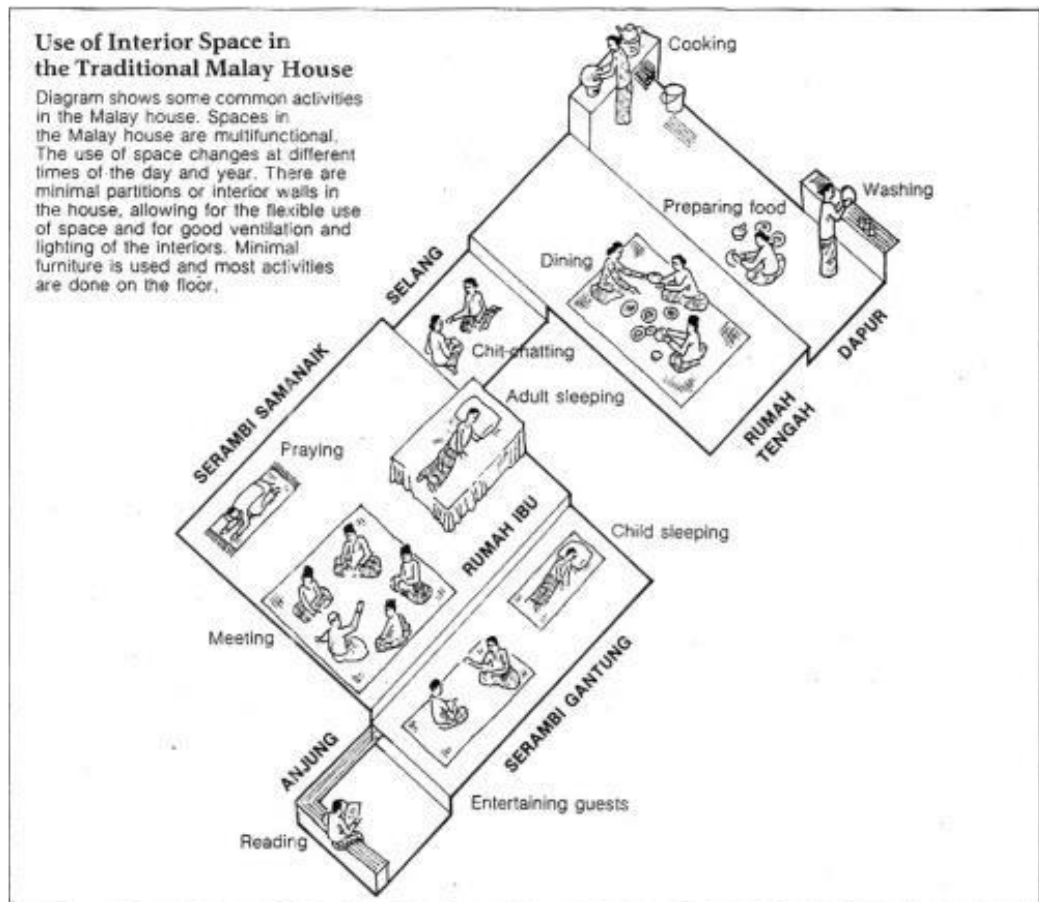 Use of Interior Space in
the Traditional Malay House
Diagram shows some common activities
in the Malay house. Spaces in
the Malay house are multifunctional.
The use of space changes at different
times of the day and year. There are
minimal partitions or interior walls in
the house, allowing for the flexible use
of space and for good ventilation and
lighting of the interiors. Minimal
furniture is used and most activities
are done on the floor.
Cooking
Washing
Preparing food
Dining
SELANG
Chit-chatting
DAPUR
RUMAH
TENGAH
Adult sleeping
SERAMBI SAMANAIK
Praying
RUMAH IBU
Child sleeping
Meeting
SERAMBI GANTUNG
ANJUNG
Entertaining guests
Reading